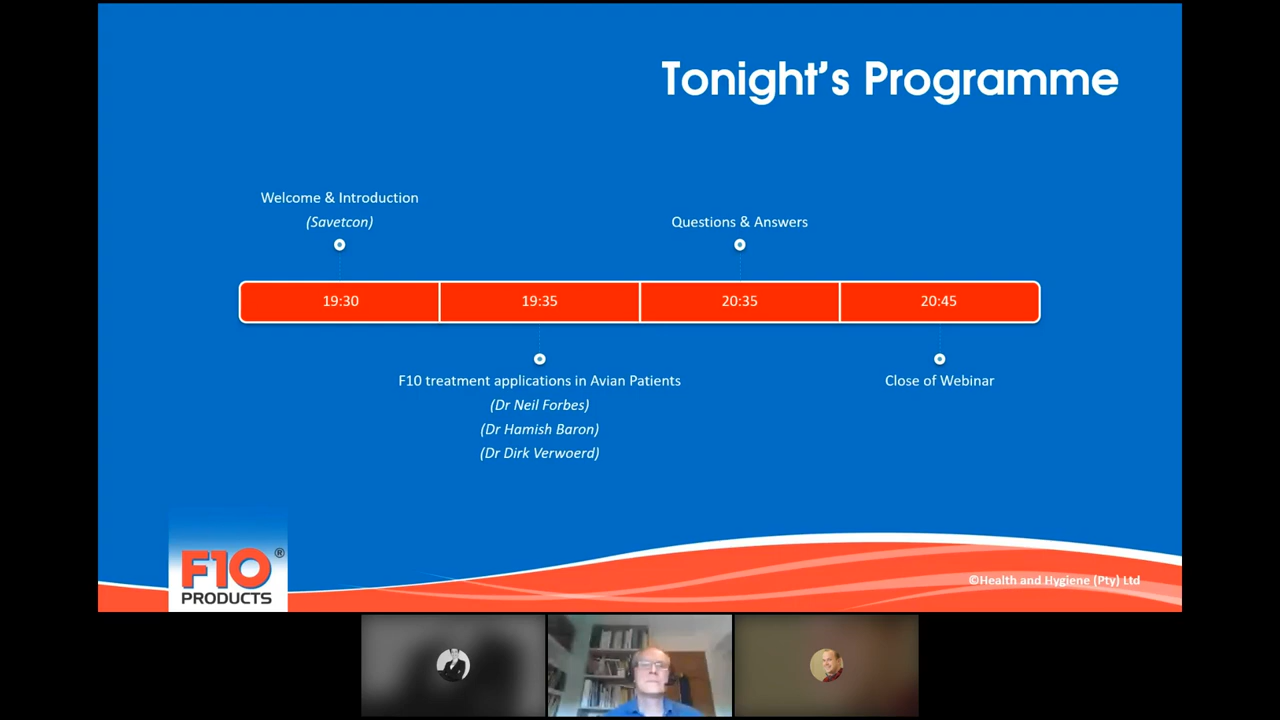 Tonight's Programme
Welcome & Introduction
(Savetcon)
Questions & Answers
19:30
19:35
20:35
20:45
F10 treatment applications in Avian Patients
(Dr Neil Forbes)
(Dr Hamish Baron)
(Dr Dirk Verwoerd)
Close of Webinar
F10®
PRODUCTS
©Health and Hygiene (Pty) Ltd